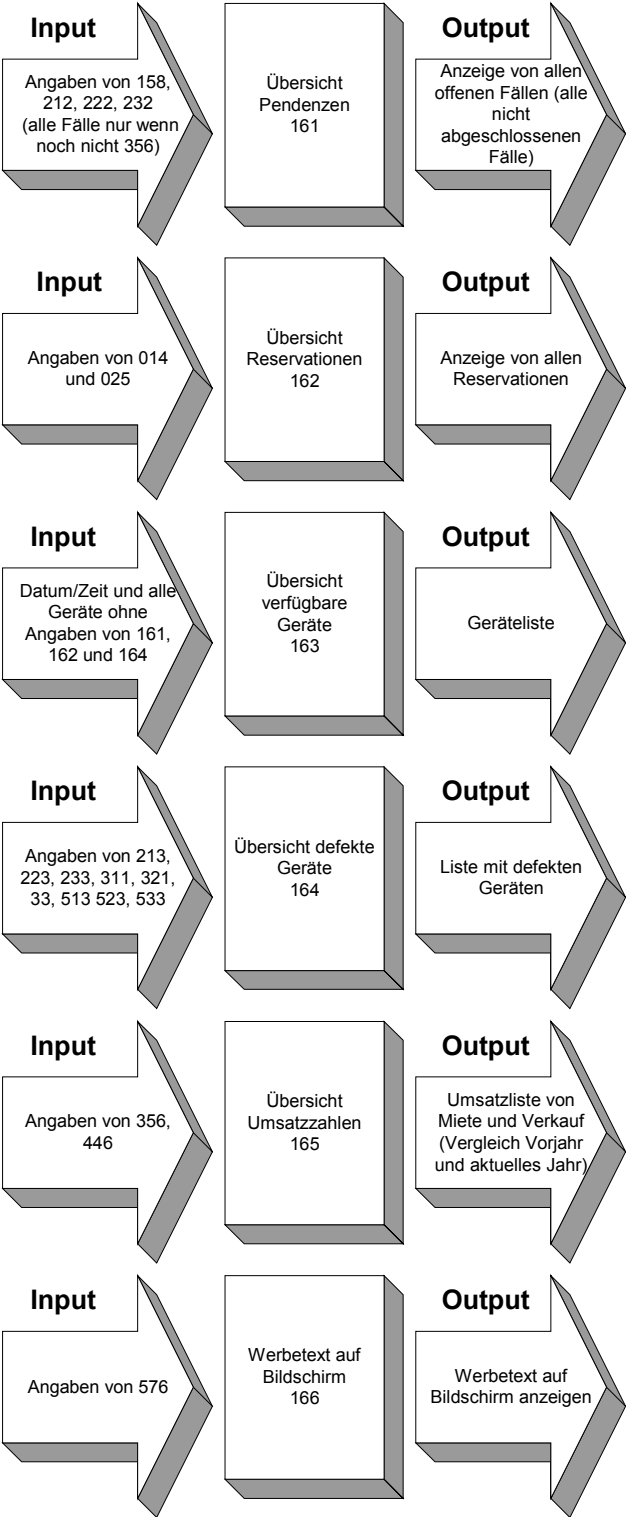 Input
Angaben von 158,
212, 222, 232
(alle Fälle nur wenn
noch nicht 356)
Übersicht
Pendenzen
161
Output
Anzeige von allen
offenen Fällen (alle
nicht
abgeschlossenen
Fälle)
Input
Angaben von 014
und 025
Übersicht
Reservationen
162
Output
Anzeige von allen
Reservationen
Input
Datum/Zeit und alle
Geräte ohne
Angaben von 161,
162 und 164
Übersicht
verfügbare
Geräte
163
Output
Geräteliste
Input
Angaben von 213,
223, 233, 311, 321,
33, 513 523, 533
Übersicht defekte
Geräte
164
Output
Liste mit defekten
Geräten
Input
Angaben von 356,
446
Übersicht
Umsatzzahlen
165
Output
Umsatzliste von
Miete und Verkauf
(Vergleich Vorjahr
und aktuelles Jahr)
Input
Angaben von 576
Werbetext auf
Bildschirm
166
Output
Werbetext auf
Bildschirm anzeigen